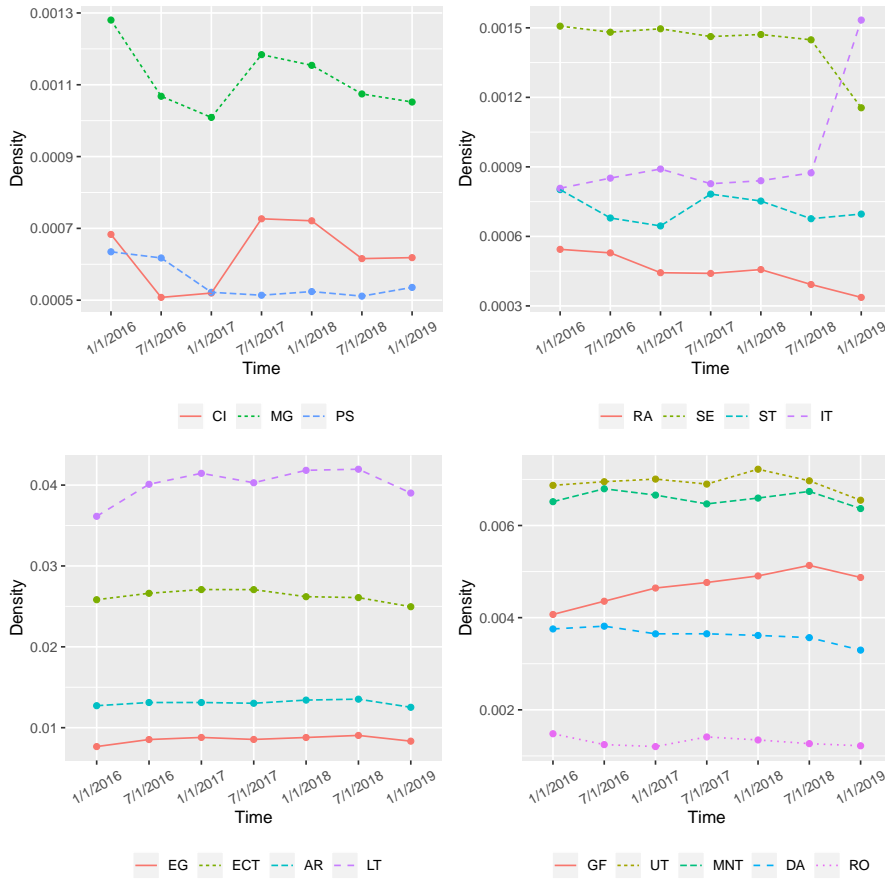 0.0013
0.0011
0.0009
0.0007
0.0005
Density
1/1/2016 7/1/2016 1/1/2017 7/1/2017 1/1/2018 7/1/2018 1/1/2019
Time
CI MG PS
0.0015
0.0012
0.0009
0.0006
0.0003
Density
1/1/2016 7/1/2016 1/1/2017 7/1/2017 1/1/2018 7/1/2018 1/1/2019
Time
RA SE ST IT
0.04
0.03
0.02
0.01
Density
1/1/2016 7/1/2016 1/1/2017 7/1/2017 1/1/2018 7/1/2018 1/1/2019
Time
EG ECT AR LT
0.006
0.004
0.002
Density
1/1/2016 7/1/2016 1/1/2017 7/1/2017 1/1/2018 7/1/2018 1/1/2019
Time
GF UT MNT DA RO